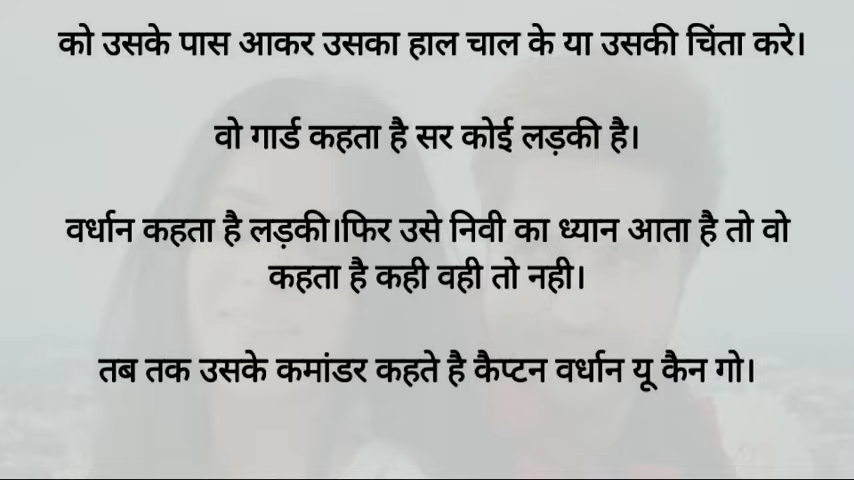 को उसके पास आकर उसका हाल चाल के या उसकी चिंता करे।
वो गार्ड कहता है सर कोई लड़की है।
वर्धान कहता है लड़की।फिर उसे निवी का ध्यान आता है तो वो
कहता है कही वही तो नही।
तब तक उसके कमांडर कहते है कैप्टन वर्धान यू कैन गो।